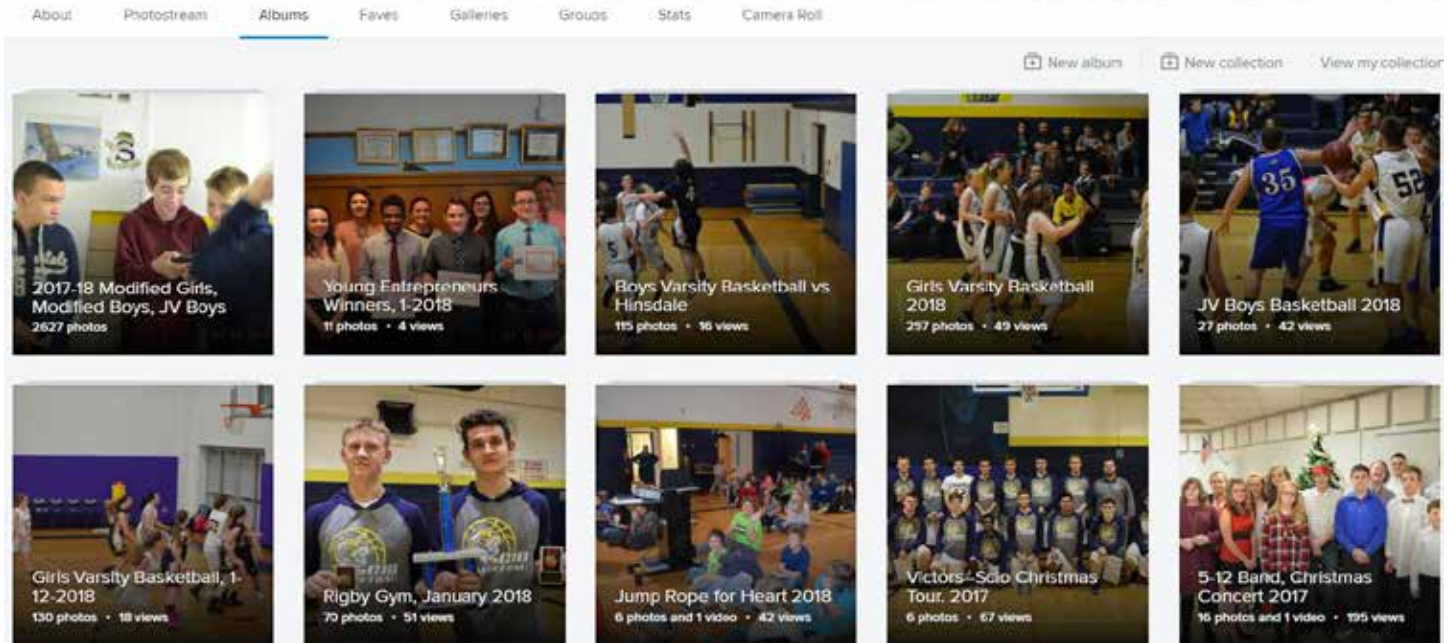 About Photostream Albums Faves Galleries Groups Stats Camera Roll
New album New collection View my collection
S
2017-18 Modified Girls,
Modified Boys, JV Boys
2627 photos
Young Entrepreneurs
Winners, 1-2018
11 photos • 4 views
5
4
Boys Varsity Basketball vs
Hinsdale
115 photos • 16 views
Girls Varsity Basketball
2018
297 photos • 49 views
35
52
2
JV Boys Basketball 2018
27 photos • 42 views
Girls Varsity Basketball, 1-
12-2018
130 photos • 18 views
Rigby Gym, January 2018
70 photos • 51 views
Jump Rope for Heart 2018
6 photos and 1 video • 42 views
Victors--Scio Christmas
Tour. 2017
6 photos • 67 views
5-12 Band, Christmas
Concert 2017
16 photos and 1 video • 195 views